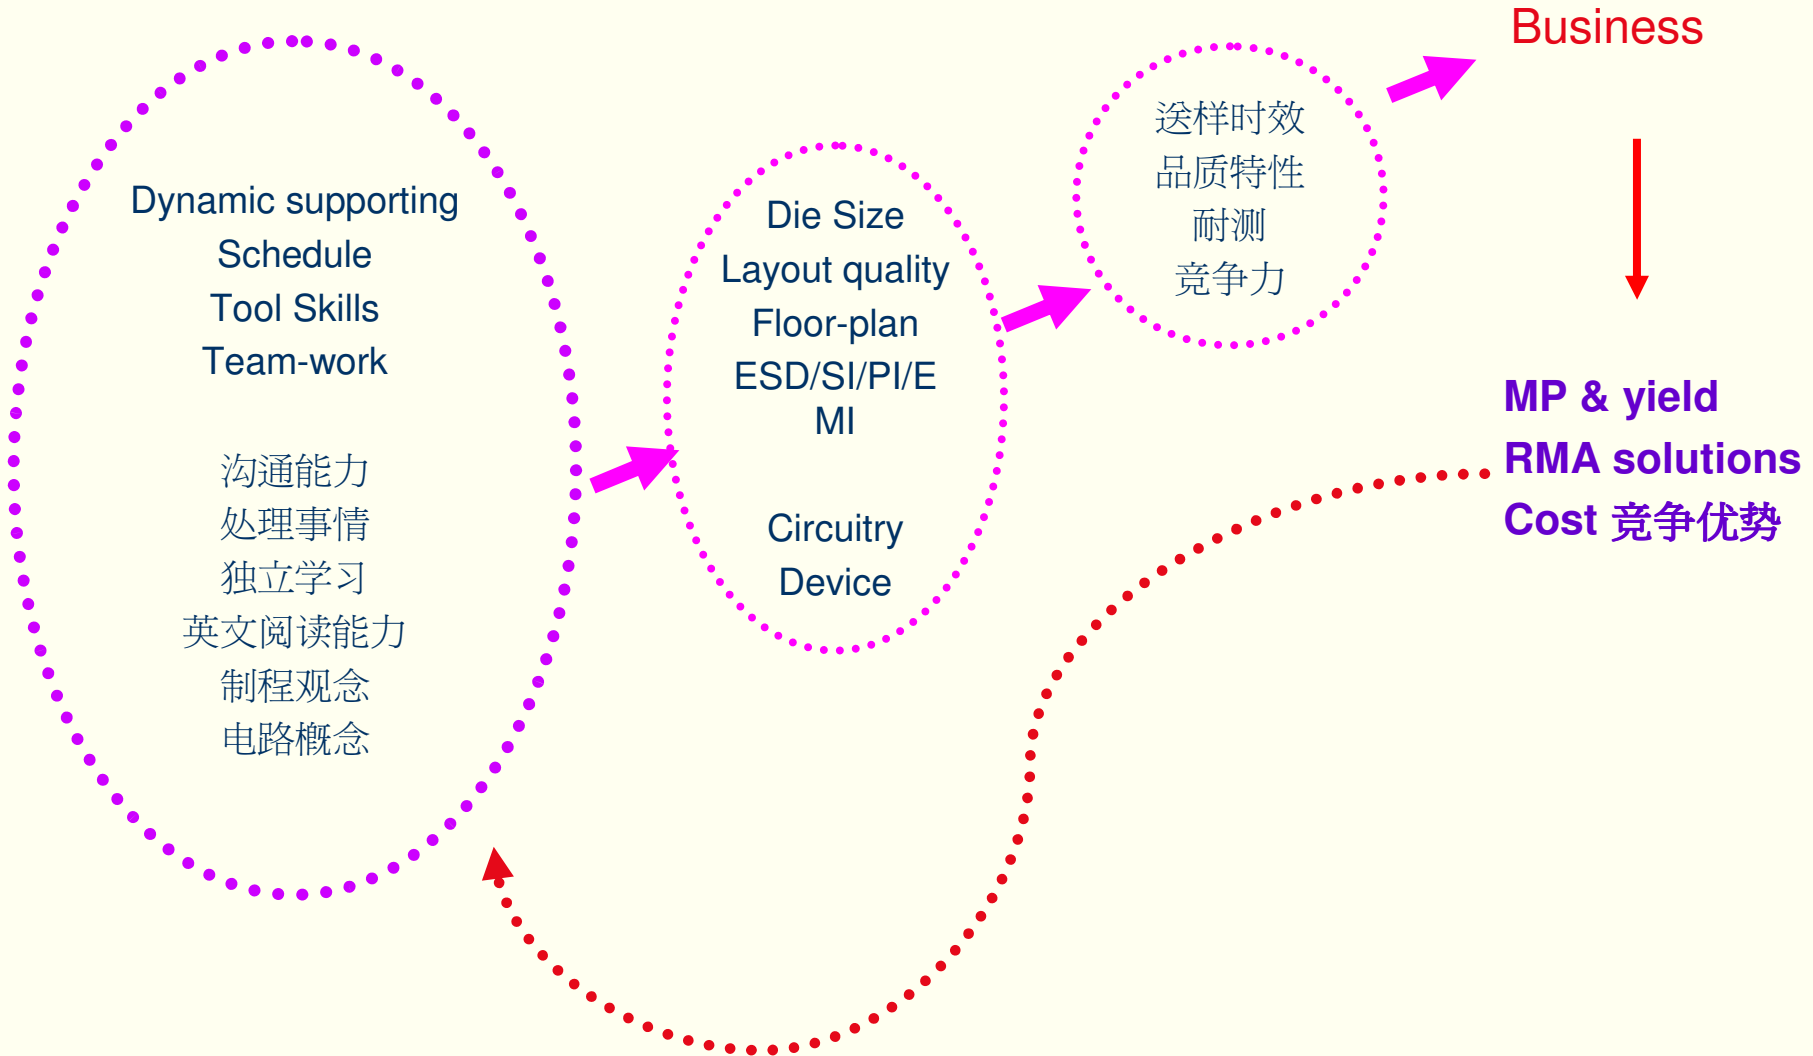 Dynamic supporting
Schedule
Tool Skills
Team-work
沟通能力
处理事情
独立学习
英文阅读能力
制程观念
电路概念
Die Size
Layout quality
Floor-plan
ESD/SI/PI/E
MI
Circuitry
Device
送样时效
品质特性
耐测
竞争力
Business
MP & yield
RMA solutions
Cost 竞争优势